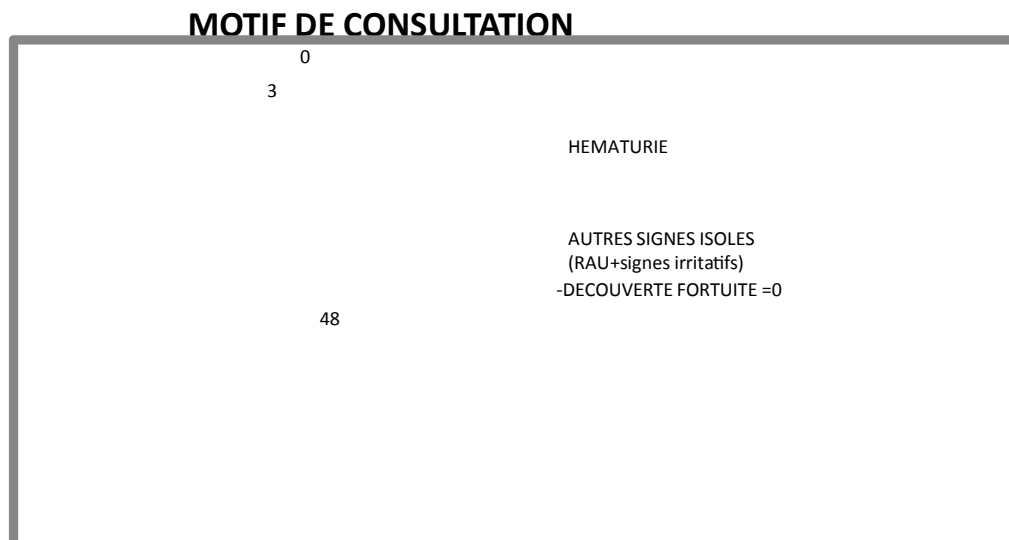 MOTIF DE CONSULTATION
0
3
HEMATURIE
AUTRES SIGNES ISOLES
(RAU+signes irritatifs)
-DECOUVERTE FORTUITE =0
48